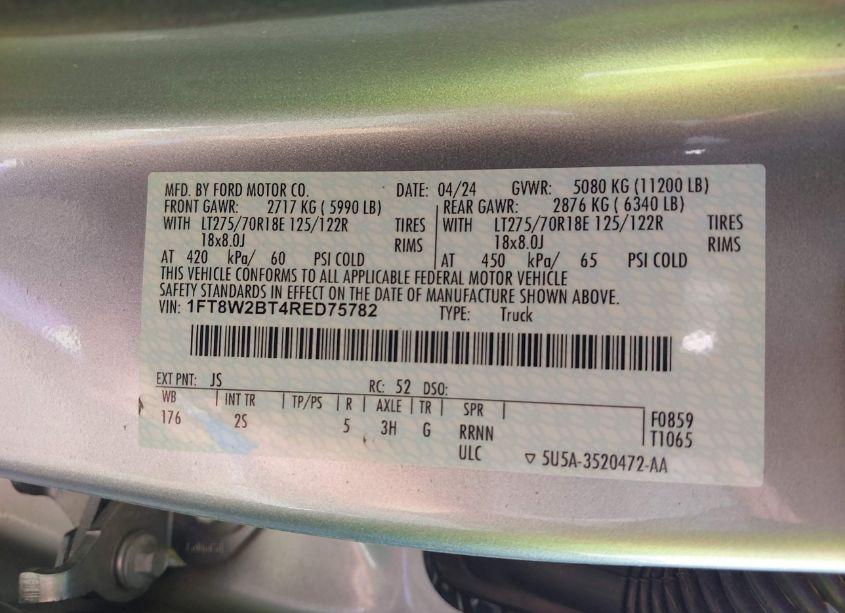 MFD. BY FORD MOTOR CO. DATE: 04/24 GVWR: 5080 KG (11200 LB)
FRONT GAWR: 2717 KG ( 5990 LB) REAR GAWR: 2876 KG ( 6340 LB)
WITH LT275/70R18E 125/122R TIRES WITH LT275/70R18E 125/122R TIRES
18x8.0J RIMS 18x8.0J RIMS
AT 420 kPa/ 60 PSI COLD AT 450 kPa/ 65 PSI COLD
THIS VEHICLE CONFORMS TO ALL APPLICABLE FEDERAL MOTOR VEHICLE
SAFETY STANDARDS IN EFFECT ON THE DATE OF MANUFACTURE SHOWN ABOVE.
VIN: 1FT8W2BT4RED75782 TYPE: Truck
EXT PNT: JS RC: 52 DSO:
WB INT TR TP/PS R AXLE TR SPR F0859
176 2S 5 3H G RRNN T1065
ULC 5U5A-3520472-AA